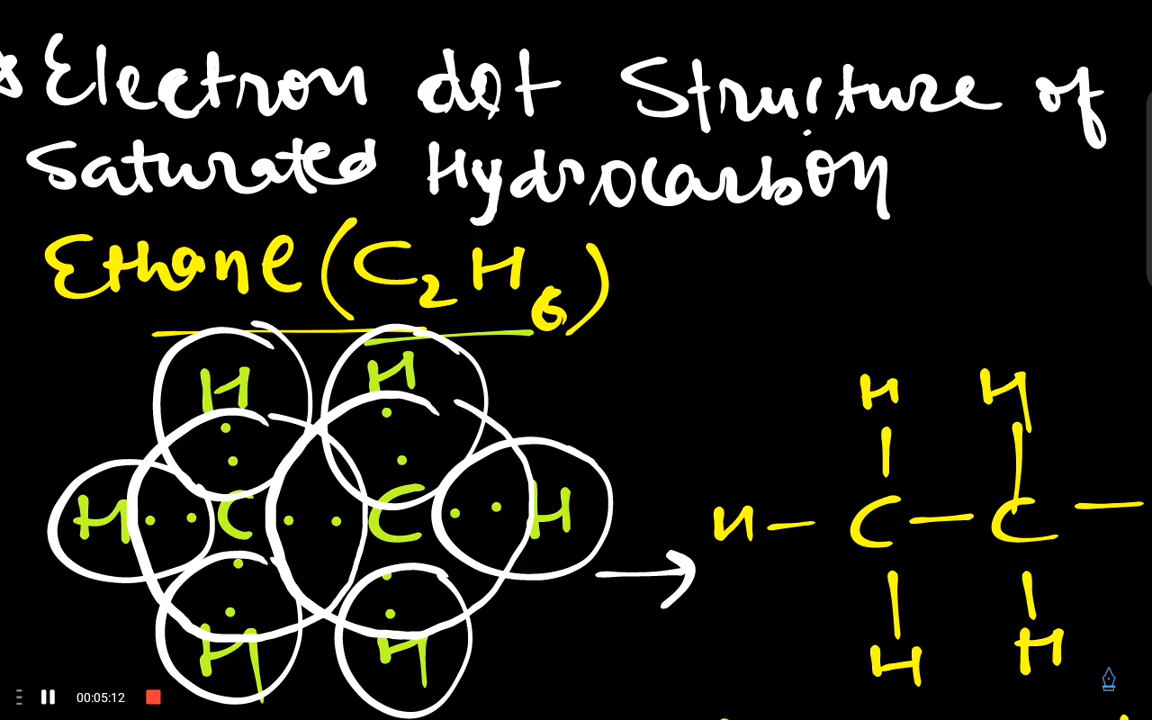 Electron dot Structure of
Saturated Hydrocarbon
Ethane (C2H6)
H H
H C C H
H H
H H
H - C - C -
H H
00:05:12